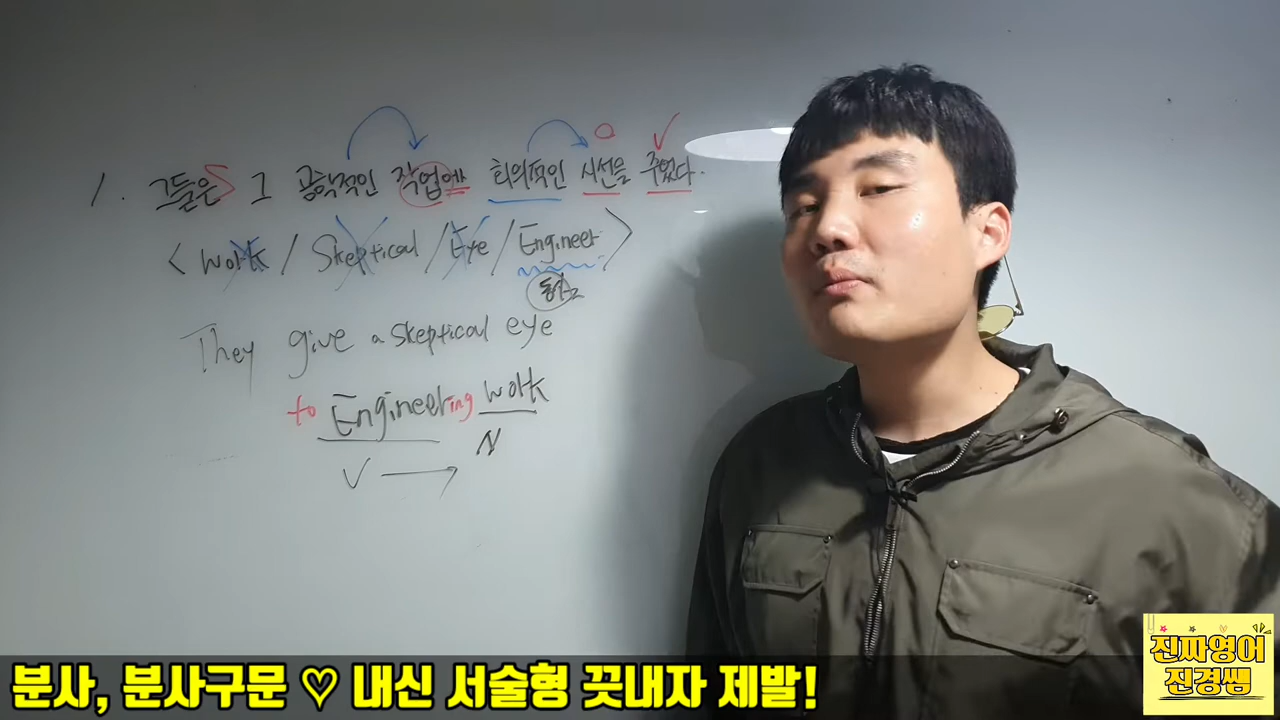 1. 그들은 그 공학적인 작업에 회의적인 시선을 주었다.
S O
< work / Skeptical / Eye / Engineer >
동사
They give a skeptical eye
to Engineering work
V → N
분사, 분사구문 ♡ 내신 서술형 끗내자 제발!
진짜영어
진경쌤